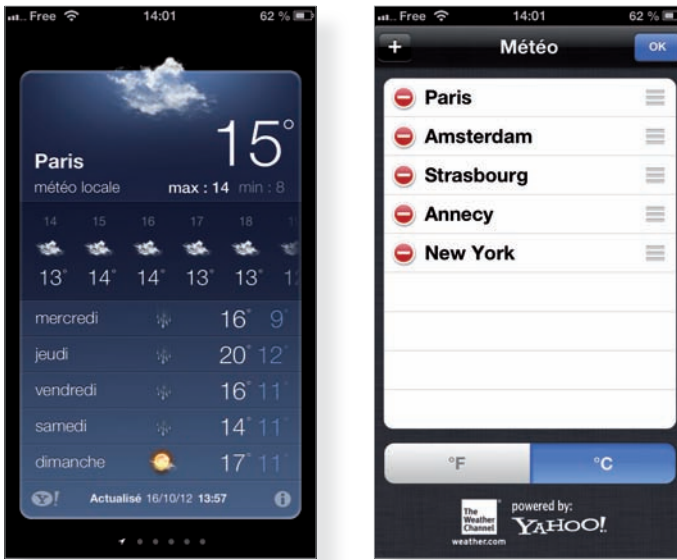 Free 14:01 62 %
15°
Paris
météo locale max : 14 min : 8
14 15 16 17 18
13° 14° 14° 13° 13°
mercredi 16° 9°
jeudi 20° 12°
vendredi 16° 11°
samedi 14° 11°
dimanche 17° 11°
Y! Actualisé 16/10/12 13:57 i
Free 14:01 62 %
+ Météo OK
Paris
Amsterdam
Strasbourg
Annecy
New York
°F °C
The
Weather
Channel
weather.com
powered by:
YAHOO!